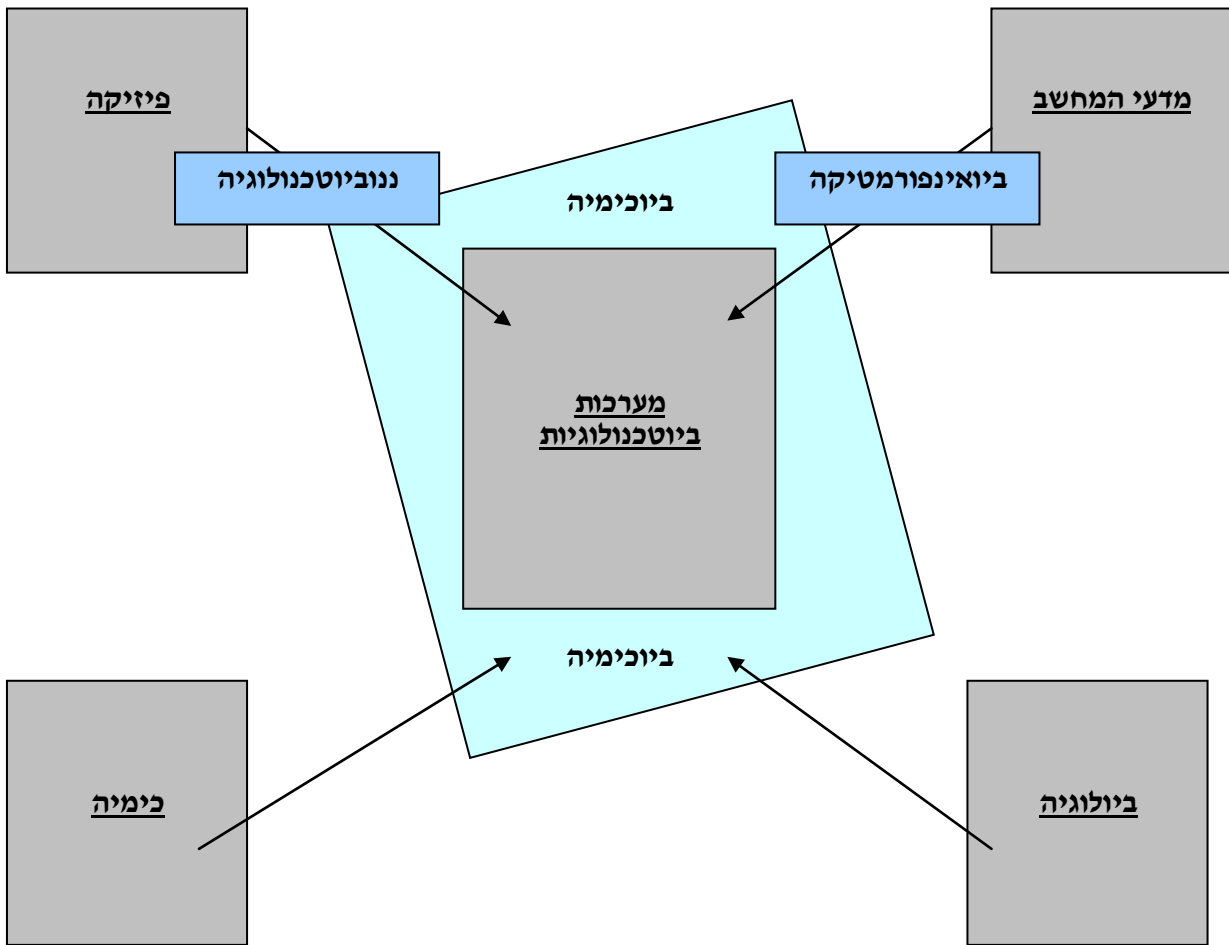 מדעי המחשב
פיזיקה
ביואינפורמטיקה
ננוביוטכנולוגיה
ביוכימיה
מערכות
ביוטכנולוגיות
ביוכימיה
ביולוגיה
כימיה